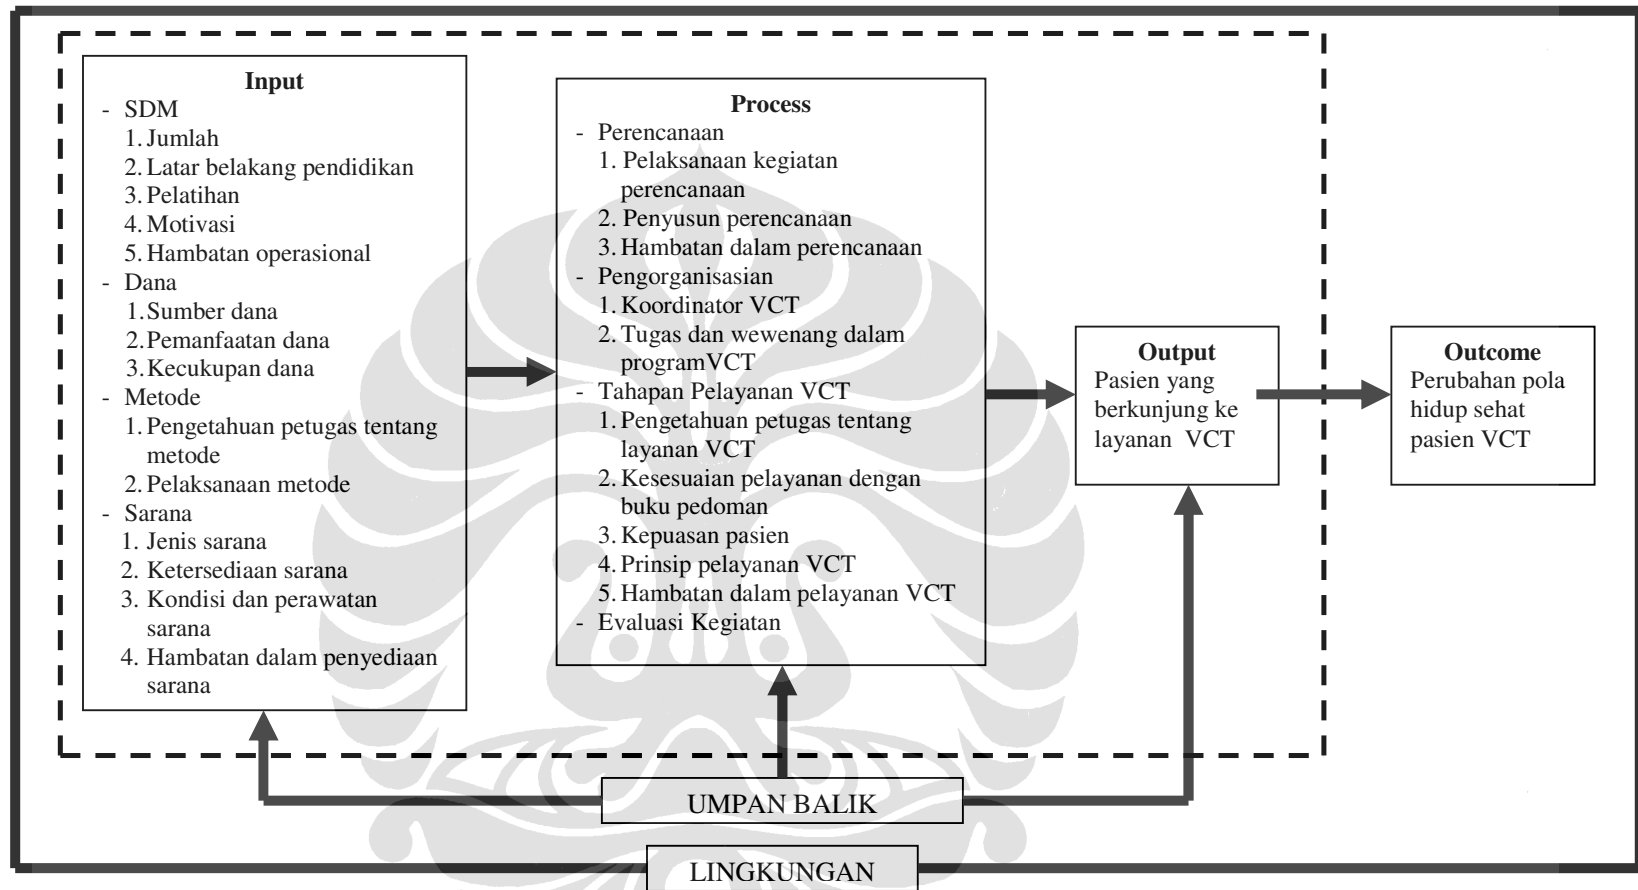 Input
- SDM
1. Jumlah
2. Latar belakang pendidikan
3. Pelatihan
4. Motivasi
5. Hambatan operasional
- Dana
1. Sumber dana
2. Pemanfaatan dana
3. Kecukupan dana
- Metode
1. Pengetahuan petugas tentang
metode
2. Pelaksanaan metode
- Sarana
1. Jenis sarana
2. Ketersediaan sarana
3. Kondisi dan perawatan
sarana
4. Hambatan dalam penyediaan
sarana
Process
- Perencanaan
1. Pelaksanaan kegiatan
perencanaan
2. Penyusun perencanaan
3. Hambatan dalam perencanaan
- Pengorganisasian
1. Koordinator VCT
2. Tugas dan wewenang dalam
programVCT
- Tahapan Pelayanan VCT
1. Pengetahuan petugas tentang
layanan VCT
2. Kesesuaian pelayanan dengan
buku pedoman
3. Kepuasan pasien
4. Prinsip pelayanan VCT
5. Hambatan dalam pelayanan VCT
- Evaluasi Kegiatan
Output
Pasien yang
berkunjung ke
layanan VCT
Outcome
Perubahan pola
hidup sehat
pasien VCT
UMPAN BALIK
LINGKUNGAN